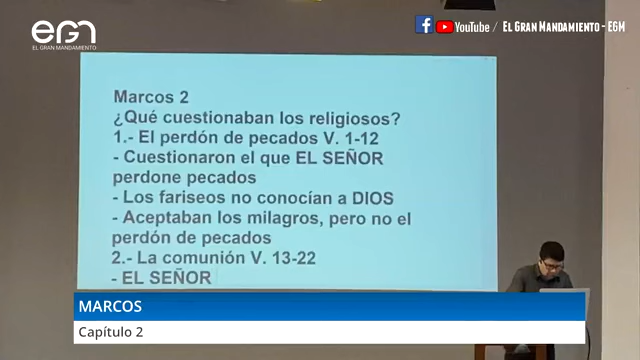 EGM
EL GRAN MANDAMIENTO
YouTube / EL GRAN MANDAMIENTO - EGM
Marcos 2
¿Qué cuestionaban los religiosos?
1.- El perdón de pecados V. 1-12
- Cuestionaron el que EL SEÑOR
perdone pecados
- Los fariseos no conocían a DIOS
- Aceptaban los milagros, pero no el
perdón de pecados
2.- La comunión V. 13-22
- EL SEÑOR
MARCOS
Capítulo 2